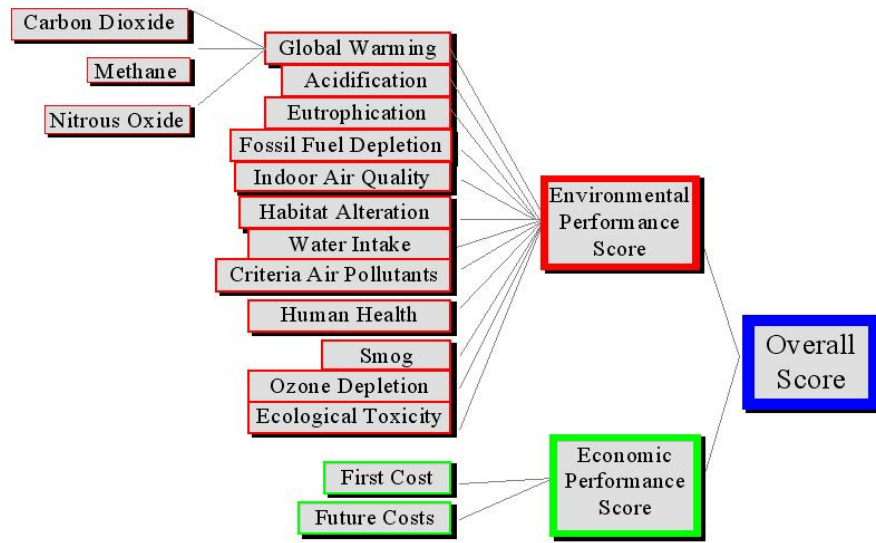 Carbon Dioxide
Methane
Nitrous Oxide
Global Warming
Acidification
Eutrophication
Fossil Fuel Depletion
Indoor Air Quality
Habitat Alteration
Water Intake
Criteria Air Pollutants
Human Health
Smog
Ozone Depletion
Ecological Toxicity
First Cost
Future Costs
Environmental
Performance
Score
Economic
Performance
Score
Overall
Score